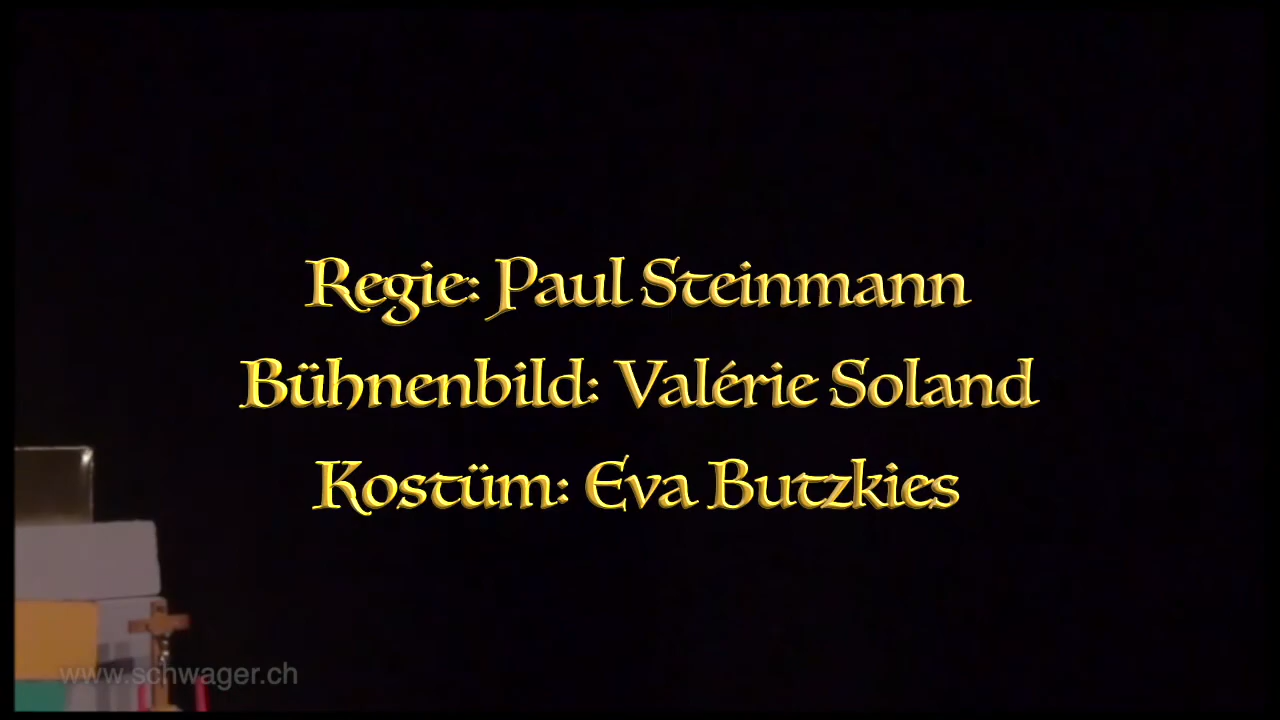 Regie: Paul Steinmann
Bühnenbild: Valérie Soland
Kostüm: Eva Butzkies
www.schwager.ch